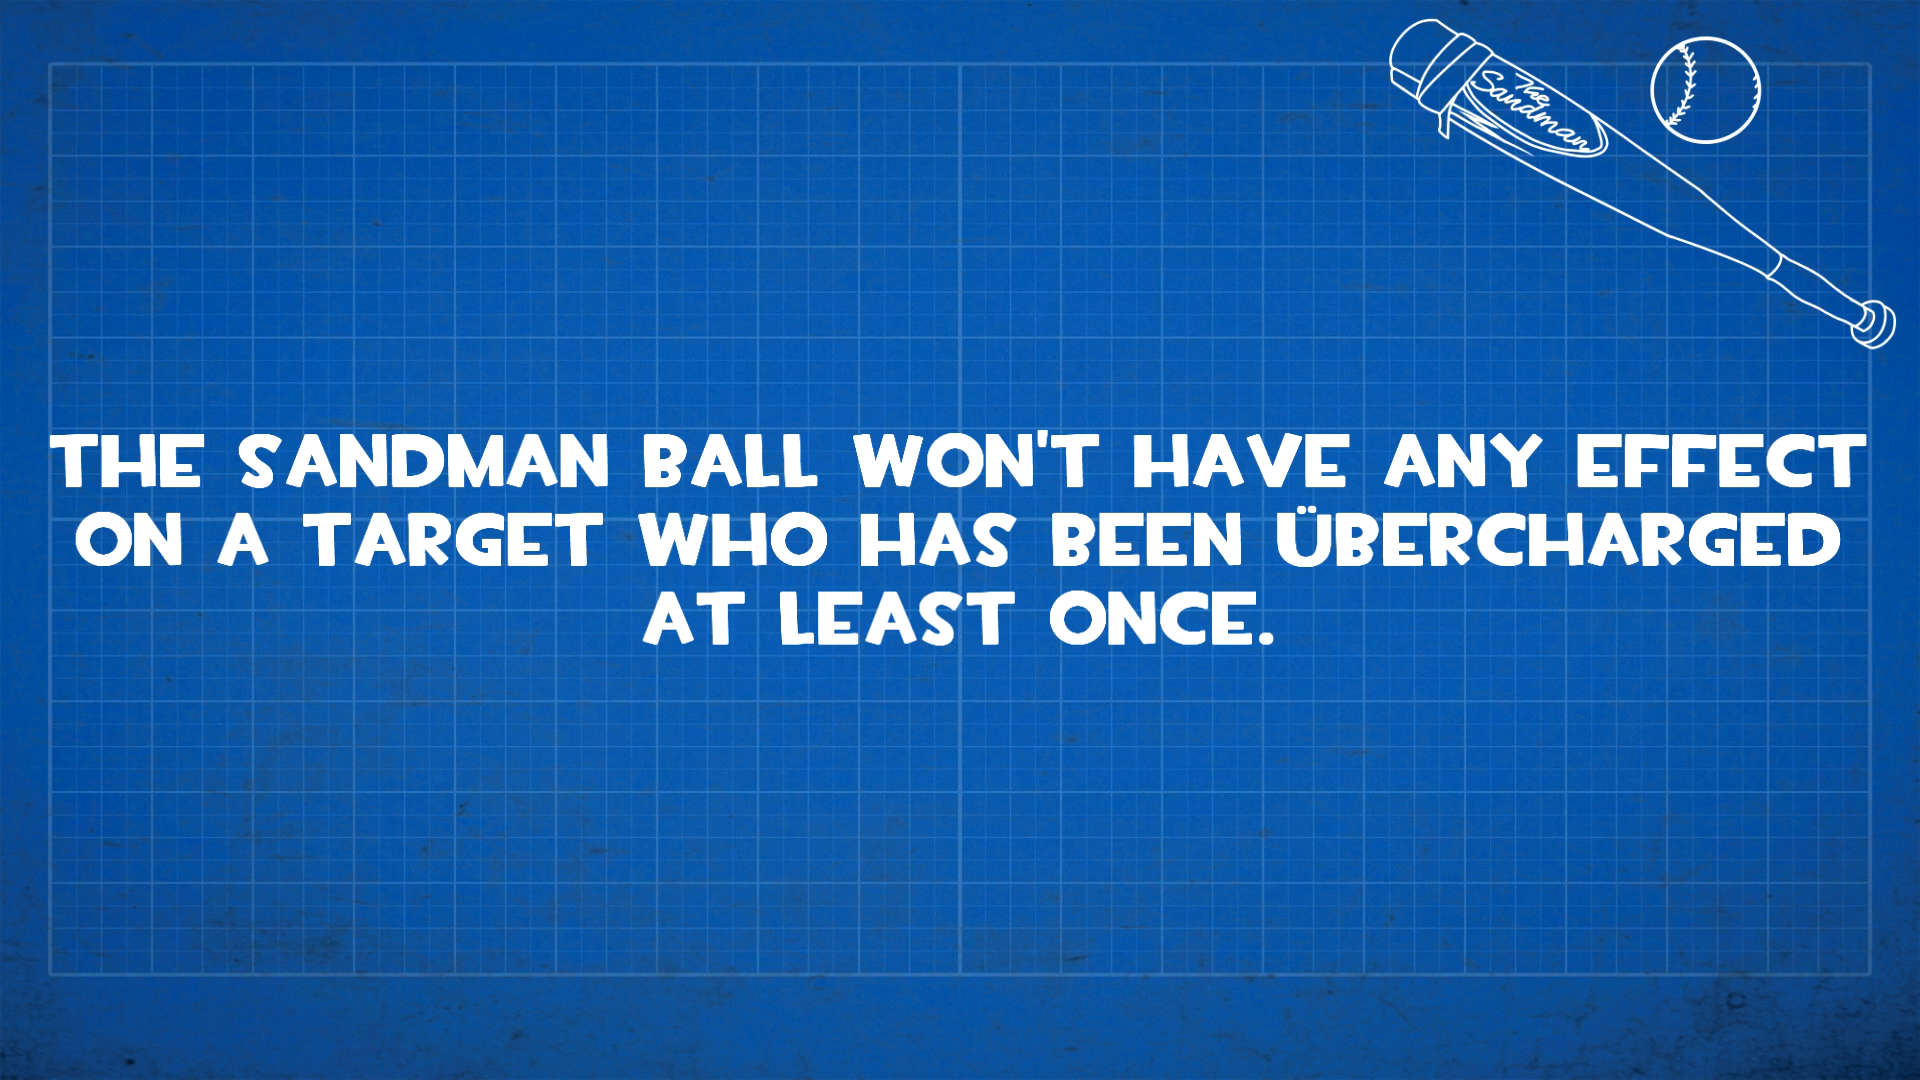 The
Sandman
THE SANDMAN BALL WON'T HAVE ANY EFFECT
ON A TARGET WHO HAS BEEN ÜBERCHARGED
AT LEAST ONCE.